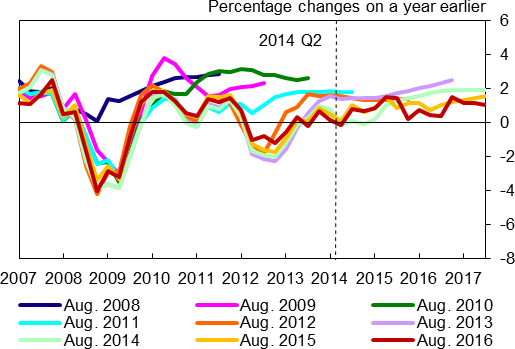 Percentage changes on a year earlier
6
2014 Q2
4
2
0
-2
-4
-6
-8
2007 2008 2009 2010 2011 2012 2013 2014 2015 2016 2017
Aug. 2008 Aug. 2009 Aug. 2010
Aug. 2011 Aug. 2012 Aug. 2013
Aug. 2014 Aug. 2015 Aug. 2016